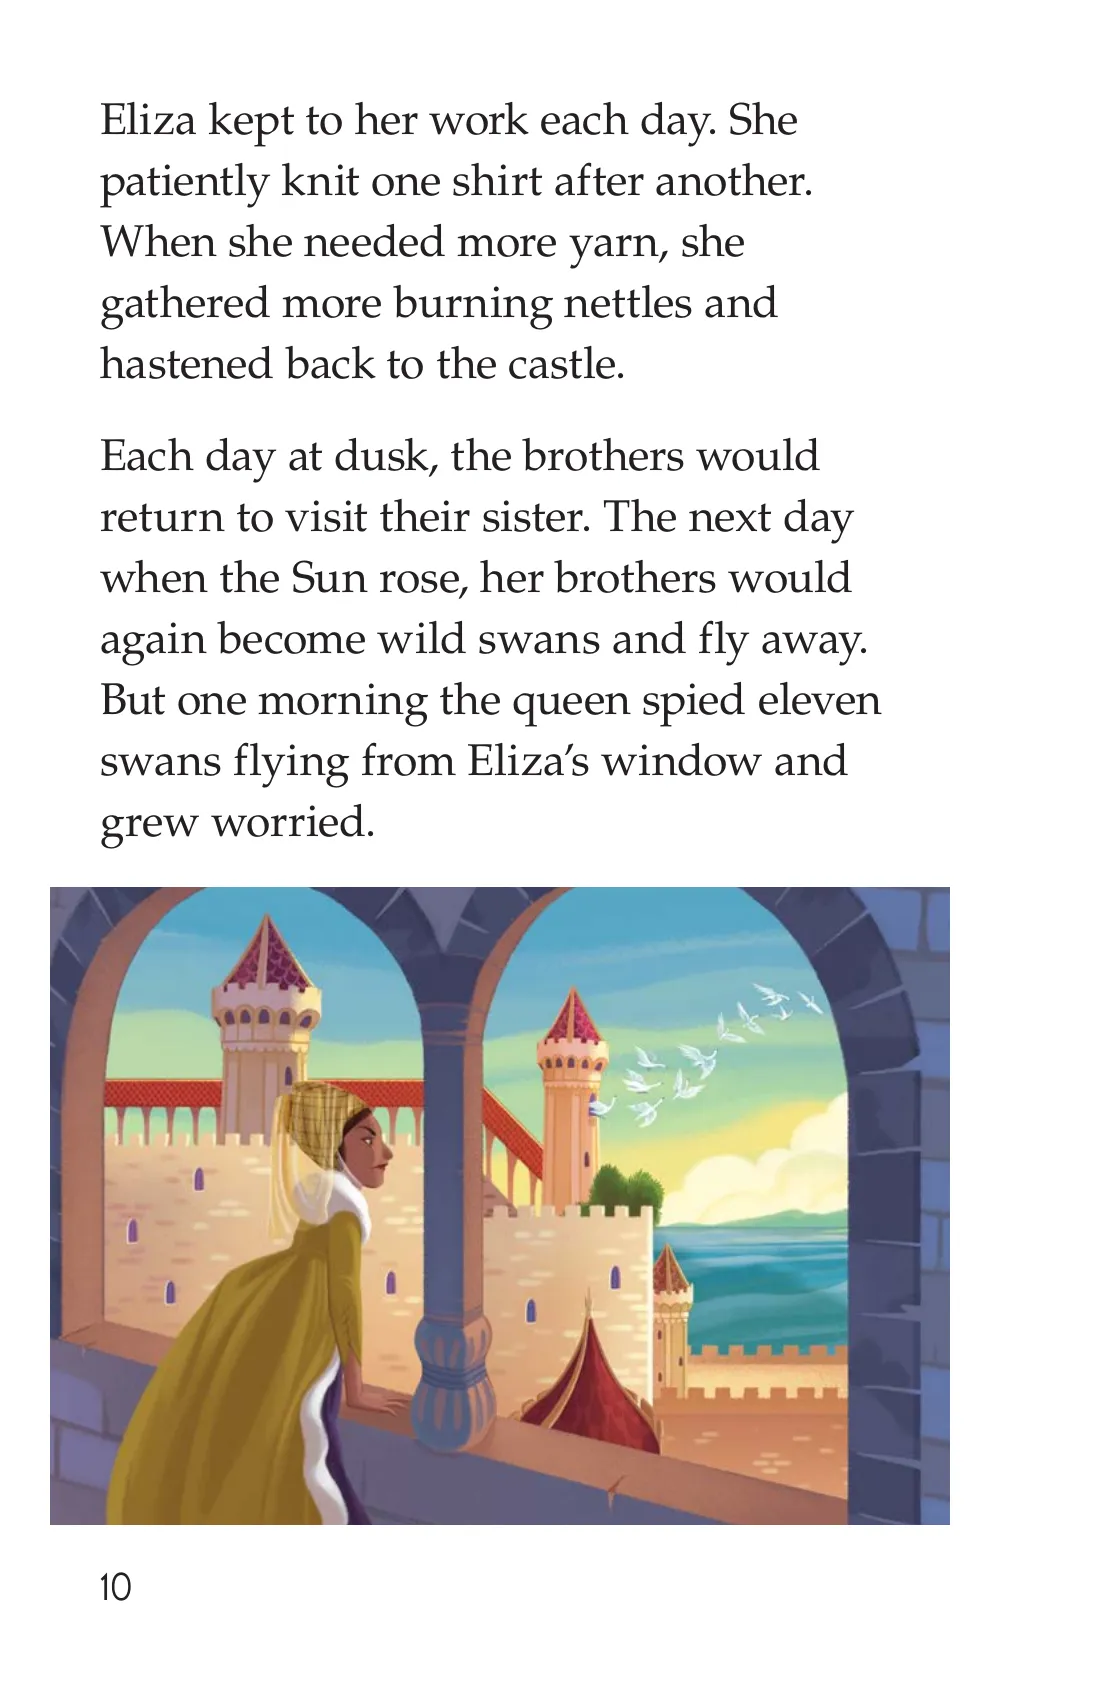 Eliza kept to her work each day. She
patiently knit one shirt after another.
When she needed more yarn, she
gathered more burning nettles and
hastened back to the castle.
Each day at dusk, the brothers would
return to visit their sister. The next day
when the Sun rose, her brothers would
again become wild swans and fly away.
But one morning the queen spied eleven
swans flying from Eliza’s window and
grew worried.
10